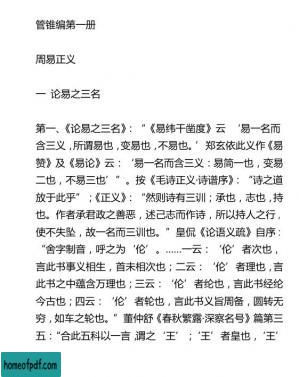 管锥编第一册
周易正义
一 论易之三名
第一、《论易之三名》：“《易纬干凿度》云‘易一名而
含三义，所谓易也，变易也，不易也。’郑玄依此义作《易
赞》及《易论》云：‘易一名而含三义：易简一也，变易
二也，不易三也’”。按《毛诗正义·诗谱序》：“诗之道
放于此乎”；《正义》：“然则诗有三训：承也，志也，持
也。作者承君政之善恶，述己志而作诗，所以持人之行，
使不失坠，故一名而三训也。”皇侃《论语义疏》自序：
“舍字制音，呼之为‘伦’。……一云：‘伦’者次也，
言此书事义相生，首末相次也；二云：‘伦’者理也，言
此书之中蕴含万理也；三云：‘伦’者纶也，言此书经纶
今古也；四云：‘伦’者轮也，言此书义旨周备，圆转无
穷，如车之轮也。”董仲舒《春秋繁露·深察名号》篇第三
五：“合此五科以一言，谓之‘王’；‘王’者皇也，‘王’
homeofpdf.com
homeofpdf.com